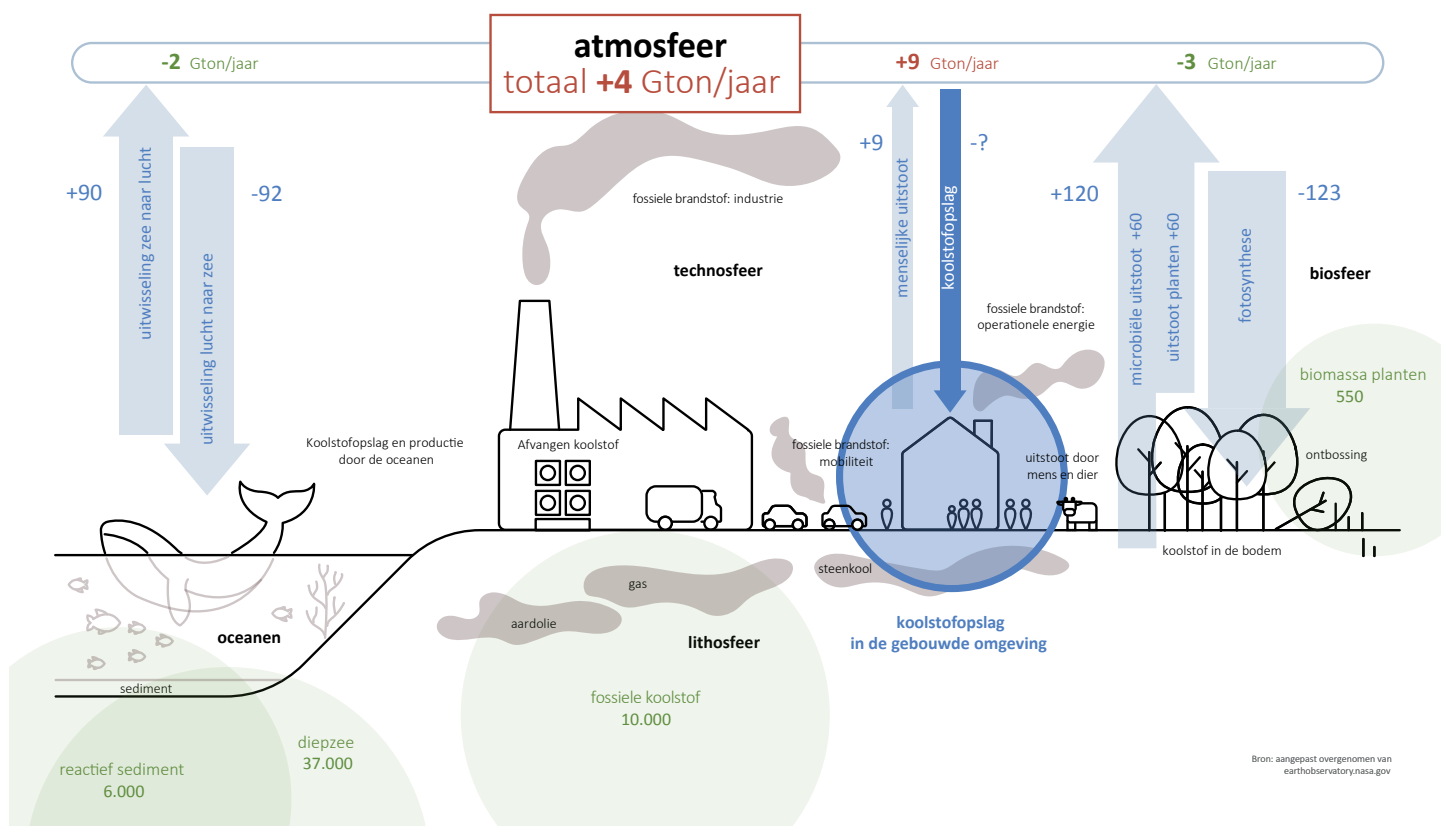 atmosfeer
totaal +4 Gton/jaar
-2 Gton/jaar
+9 Gton/jaar
-3 Gton/jaar
+90
uitwisseling zee naar lucht
-92
uitwisseling lucht naar zee
fossiele brandstof: industrie
technosfeer
+9
menselijke uitstoot
koolstofopslag
-?
+120
microbiële uitstoot +60
uitstoot planten +60
fotosynthese
-123
biosfeer
fossiele brandstof:
operationele energie
biomassa planten
550
Koolstofopslag en productie
door de oceanen
Afvangen koolstof
fossiele brandstof:
mobiliteit
uitstoot door
mens en dier
ontbossing
koolstof in de bodem
gas
steenkool
aardolie
oceanen
lithosfeer
koolstofopslag
in de gebouwde omgeving
sediment
fossiele koolstof
10.000
diepzee
37.000
reactief sediment
6.000
Bron: aangepast overgenomen van
earthobservatory.nasa.gov